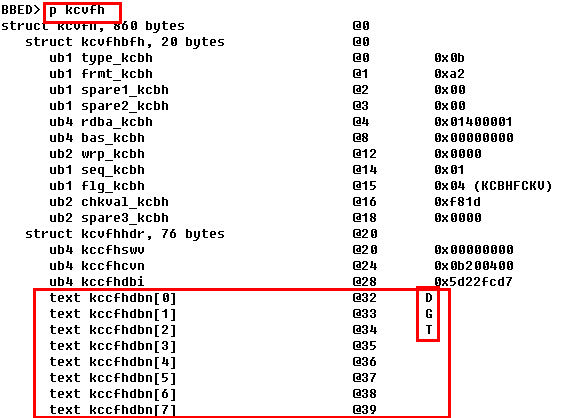 BBED> p kcvfh
struct kcvfh, 860 bytes @0
struct kcvfhbfh, 20 bytes @0
ub1 type_kcbh @0 0x0b
ub1 frmt_kcbh @1 0xa2
ub1 spare1_kcbh @2 0x00
ub1 spare2_kcbh @3 0x00
ub4 rdba_kcbh @4 0x01400001
ub4 bas_kcbh @8 0x00000000
ub2 wrp_kcbh @12 0x0000
ub1 seq_kcbh @14 0x01
ub1 flg_kcbh @15 0x04 (KCBHFCKV)
ub2 chkval_kcbh @16 0xf81d
ub2 spare3_kcbh @18 0x0000
struct kcvfhhdr, 76 bytes @20
ub4 kccfhswv @20 0x00000000
ub4 kccfhcvn @24 0x0b200400
ub4 kccfhdbi @28 0x5d22fcd7
text kccfhdbn[0] @32 D
text kccfhdbn[1] @33 G
text kccfhdbn[2] @34 T
text kccfhdbn[3] @35
text kccfhdbn[4] @36
text kccfhdbn[5] @37
text kccfhdbn[6] @38
text kccfhdbn[7] @39